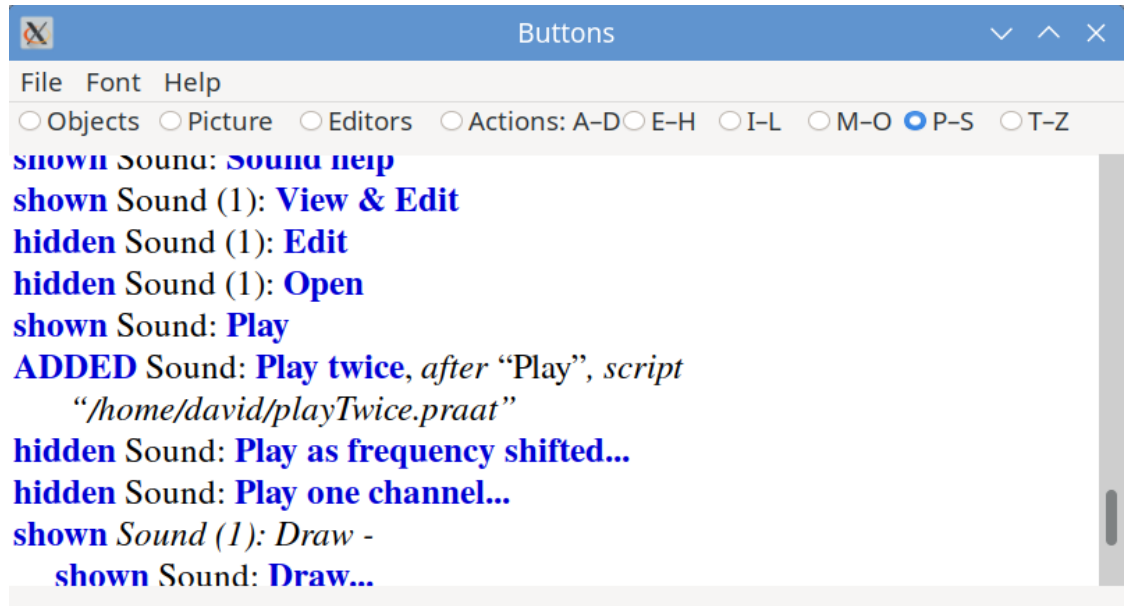 Buttons
File Font Help
Objects Picture Editors Actions: A–D E–H I–L M–O P–S T–Z
shown Sound: Sound help
shown Sound (1): View & Edit
hidden Sound (1): Edit
hidden Sound (1): Open
shown Sound: Play
ADDED Sound: Play twice, after “Play”, script
“/home/david/playTwice.praat”
hidden Sound: Play as frequency shifted...
hidden Sound: Play one channel...
shown Sound (1): Draw -
shown Sound: Draw...